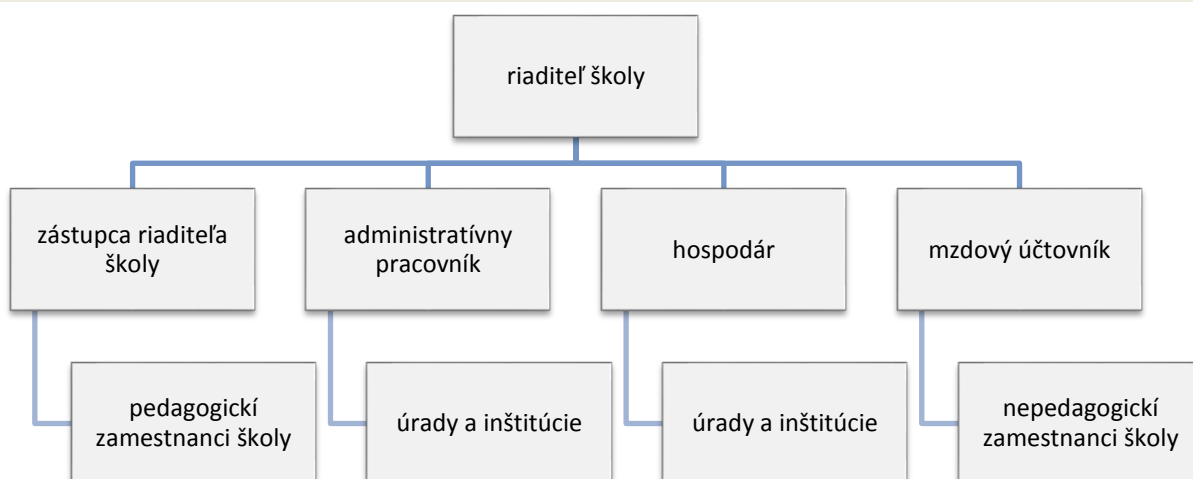 riaditeľ školy
zástupca riaditeľa
školy
administratívny
pracovník
hospodár
mzdový účtovník
pedagogickí
zamestnanci školy
úrady a inštitúcie
úrady a inštitúcie
nepedagogickí
zamestnanci školy